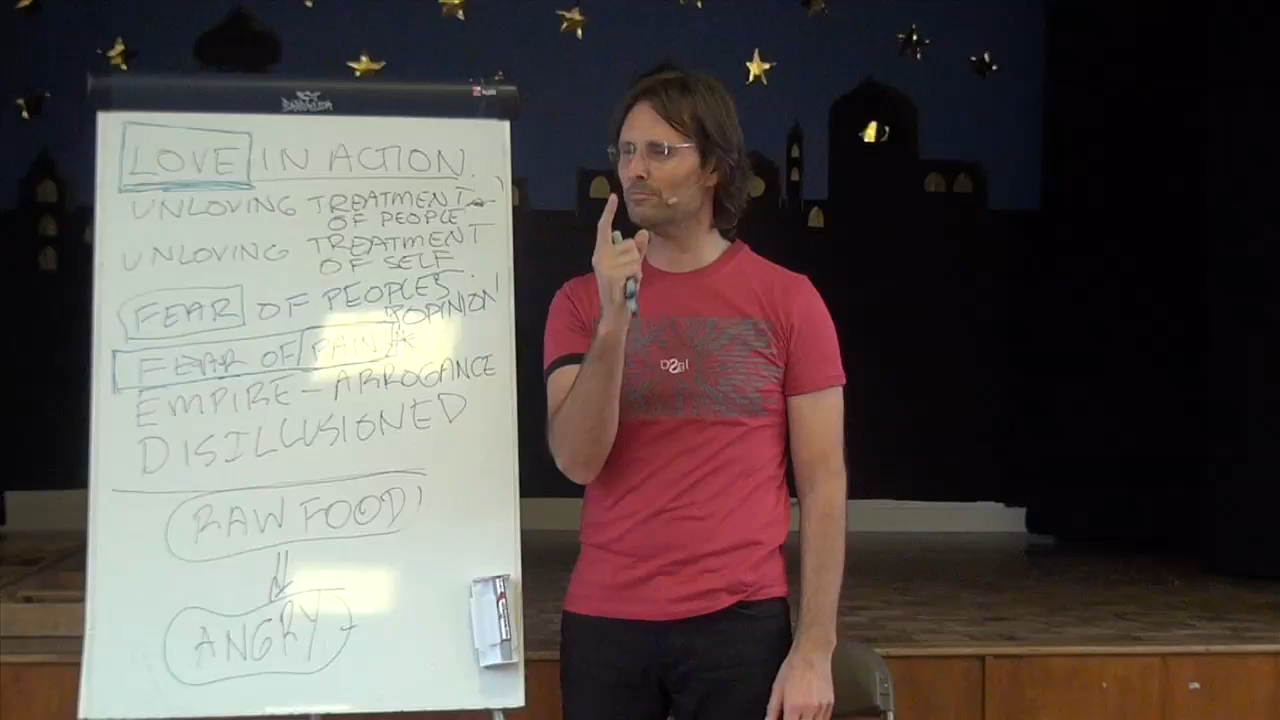 LOVE IN ACTION.
UNLOVING TREATMENT
OF PEOPLE
UNLOVING TREATMENT
OF SELF
FEAR OF PEOPLES
OPINION
FEAR OF PAIN
EMPIRE - ARROGANCE
DISILLUSIONED
RAW FOOD!
ANGRY